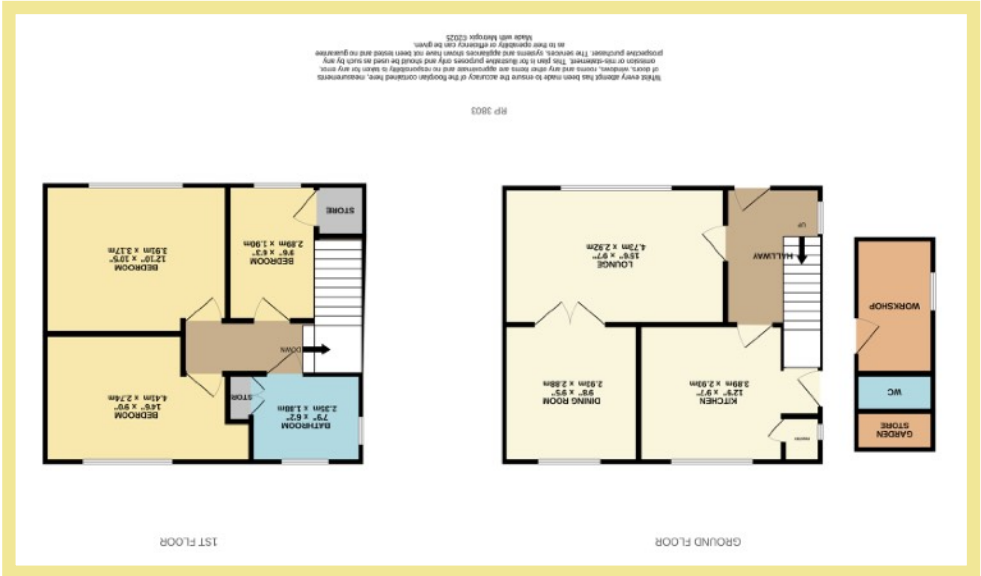 GROUND FLOOR
1ST FLOOR
GARDEN
STORE
WC
WORKSHOP
KITCHEN
12'9" x 9'7"
3.89m x 2.93m
DINING ROOM
9'8" x 9'5"
2.93m x 2.88m
HALLWAY
UP
LOUNGE
15'6" x 9'7"
4.73m x 2.92m
BATHROOM
7'9" x 6'2"
2.35m x 1.88m
STOR
BEDROOM
14'6" x 9'0"
4.41m x 2.74m
DOWN
BEDROOM
9'6" x 6'3"
2.89m x 1.90m
STORE
BEDROOM
12'10" x 10'5"
3.91m x 3.17m
RP 3803
Whilst every attempt has been made to ensure the accuracy of the floorplan contained here, measurements
of doors, windows, rooms and any other items are approximate and no responsibility is taken for any error,
omission or mis-statement. This plan is for illustrative purposes only and should be used as such by any
prospective purchaser. The services, systems and appliances shown have not been tested and no guarantee
as to their operability or efficiency can be given.
Made with Metropix ©2025